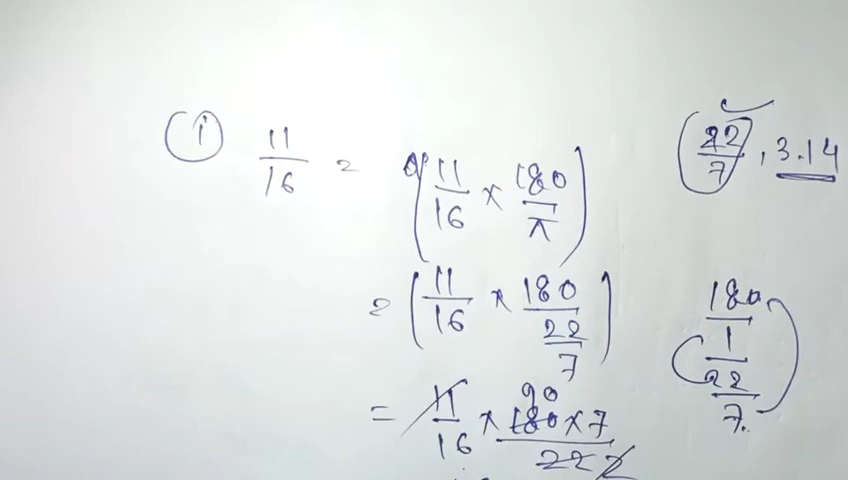 (i) 11/16 = (11/16 × 180/π)
22/7, 3.14
= (11/16 × 180/(22/7))
180/1
22/7
= 11/16 × 180×7/22
90 2